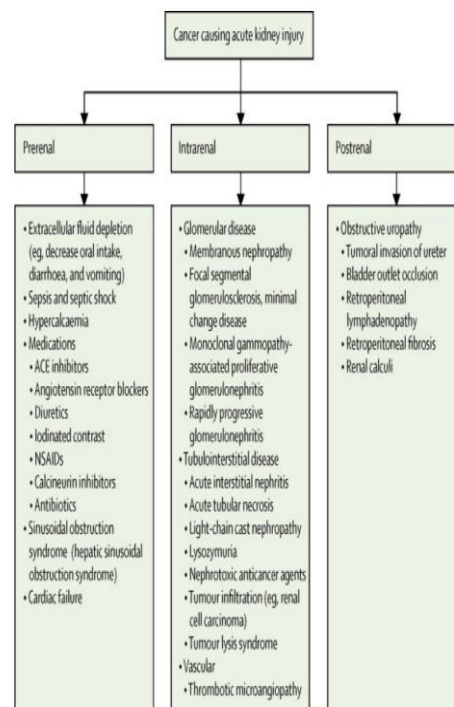 Cancer causing acute kidney injury
Prerenal
Intrarenal
Postrenal
• Extracellular fluid depletion
(eg, decrease oral intake,
diarrhoea, and vomiting)
• Sepsis and septic shock
• Hypercalcaemia
• Medications
• ACE inhibitors
• Angiotensin receptor blockers
• Diuretics
• Iodinated contrast
• NSAIDs
• Calcineurin inhibitors
• Antibiotics
• Sinusoidal obstruction
syndrome (hepatic sinusoidal
obstruction syndrome)
• Cardiac failure
• Glomerular disease
• Membranous nephropathy
• Focal segmental
glomerulosclerosis, minimal
change disease
• Monoclonal gammopathy-
associated proliferative
glomerulonephritis
• Rapidly progressive
glomerulonephritis
• Tubulointerstitial disease
• Acute interstitial nephritis
• Acute tubular necrosis
• Light-chain cast nephropathy
• Lysozymuria
• Nephrotoxic anticancer agents
• Tumour infiltration (eg, renal
cell carcinoma)
• Tumour lysis syndrome
• Vascular
• Thrombotic microangiopathy
• Obstructive uropathy
• Tumoral invasion of ureter
• Bladder outlet occlusion
• Retroperitoneal
lymphadenopathy
• Retroperitoneal fibrosis
• Renal calculi